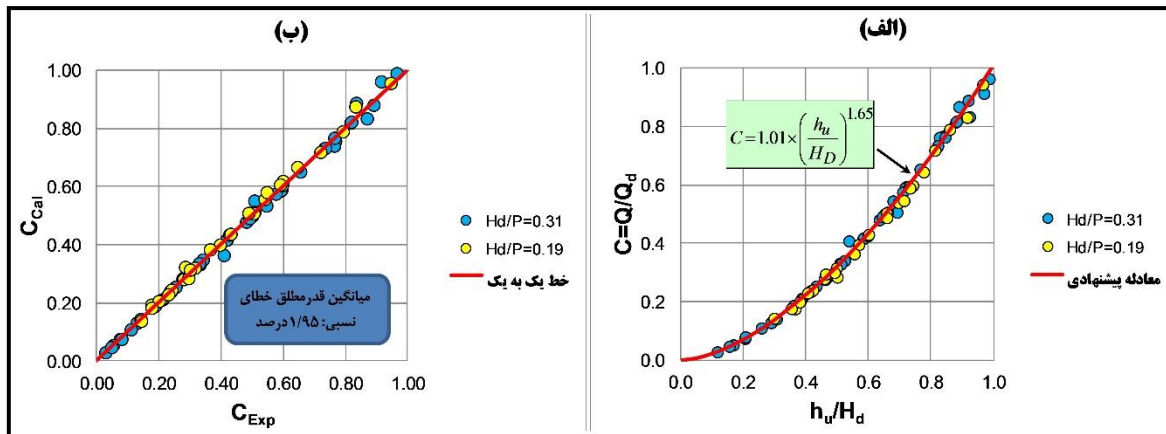 (الف)
1.0
0.8
0.6
0.4
0.2
0.0
C=Q/Q_d
C=1.01×(h_u/H_D)^1.65
Hd/P=0.31
Hd/P=0.19
معادله پیشنهادی
0.0 0.2 0.4 0.6 0.8 1.0
h_u/H_d
(ب)
1.00
0.80
0.60
0.40
0.20
0.00
C_Cal
Hd/P=0.31
Hd/P=0.19
خط یک به یک
میانگین قدرمطلق خطای
نسبی: ۱/۹۵ درصد
0.00 0.20 0.40 0.60 0.80 1.00
C_Exp